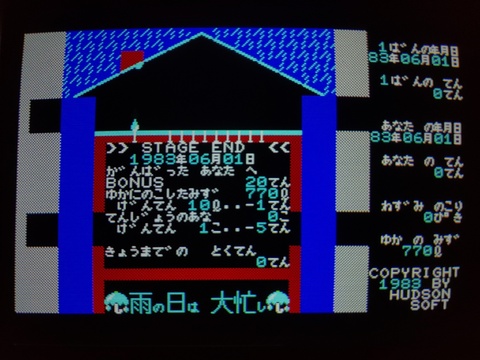 >> STAGE END <<
1983年06月01日
がんばった あなた へ
BONUS 20てん
ゆかにのこしたみず 770ℓ
げんてん 10ℓ..-1てん
てんじょうのあな 0こ
げんてん 1こ..-5てん
きょうまでの とくてん
0てん
雨の日は 大忙し
1ばんの年月日
83年06月01日
1ばんの てん
0てん
あなた の年月日
83年06月01日
あなた の てん
0てん
ねずみ のこり
0ぴき
ゆか の みず
770ℓ
COPYRIGHT
1983 BY
HUDSON
SOFT